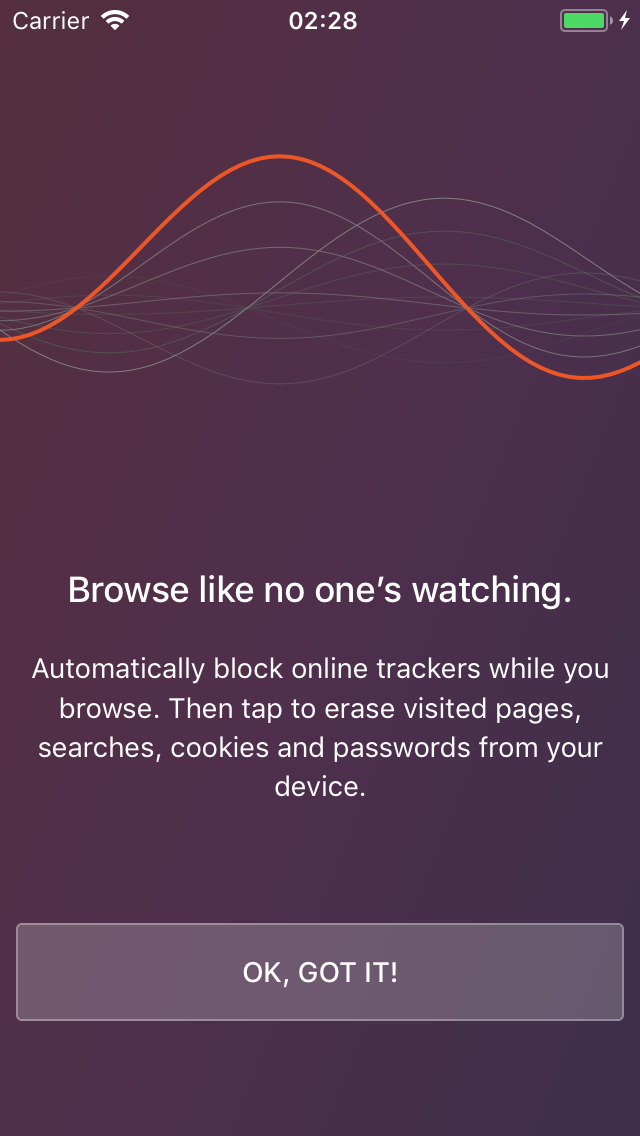 Carrier 02:28
Browse like no one’s watching.
Automatically block online trackers while you
browse. Then tap to erase visited pages,
searches, cookies and passwords from your
device.
OK, GOT IT!